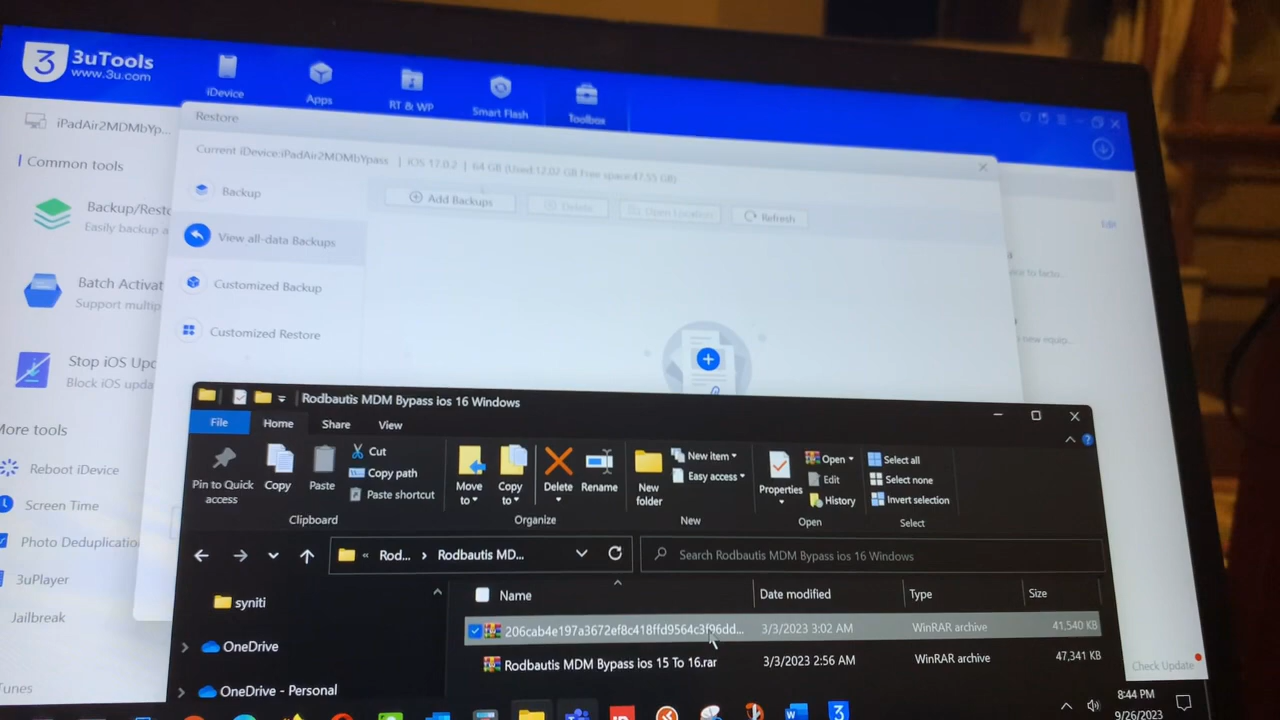 3uTools
www.3u.com
iDevice
Apps
RT & WP
Smart Flash
Toolbox
iPadAir2MDMbYp...
Restore
Current iDevice:iPadAir2MDMbYpass | iOS 17.0.2 | 64 GB (Used:12.02 GB Free space:47.55 GB)
Common tools
Backup
Add Backups
Delete
Open Location
Refresh
Edit
Backup/Resto
Easily backup a
View all-data Backups
Batch Activat
Support multip
Customized Backup
Customized Restore
Stop iOS Upd
Block iOS upda
More tools
Reboot iDevice
Screen Time
Photo Deduplication
3uPlayer
Jailbreak
Rodbautis MDM Bypass ios 16 Windows
File
Home
Share
View
Pin to Quick
access
Copy
Paste
Cut
Copy path
Paste shortcut
Clipboard
Move
to
Copy
to
Delete
Rename
Organize
New
folder
New item
Easy access
New
Properties
Open
Edit
History
Open
Select all
Select none
Invert selection
Select
« Rod... › Rodbautis MD...
Search Rodbautis MDM Bypass ios 16 Windows
syniti
OneDrive
OneDrive - Personal
Name
Date modified
Type
Size
206cab4e197a3672ef8c418ffd9564c3f96dd...
3/3/2023 3:02 AM
WinRAR archive
41,540 KB
Rodbautis MDM Bypass ios 15 To 16.rar
3/3/2023 2:56 AM
WinRAR archive
47,341 KB
Check Update
8:44 PM
9/26/2023